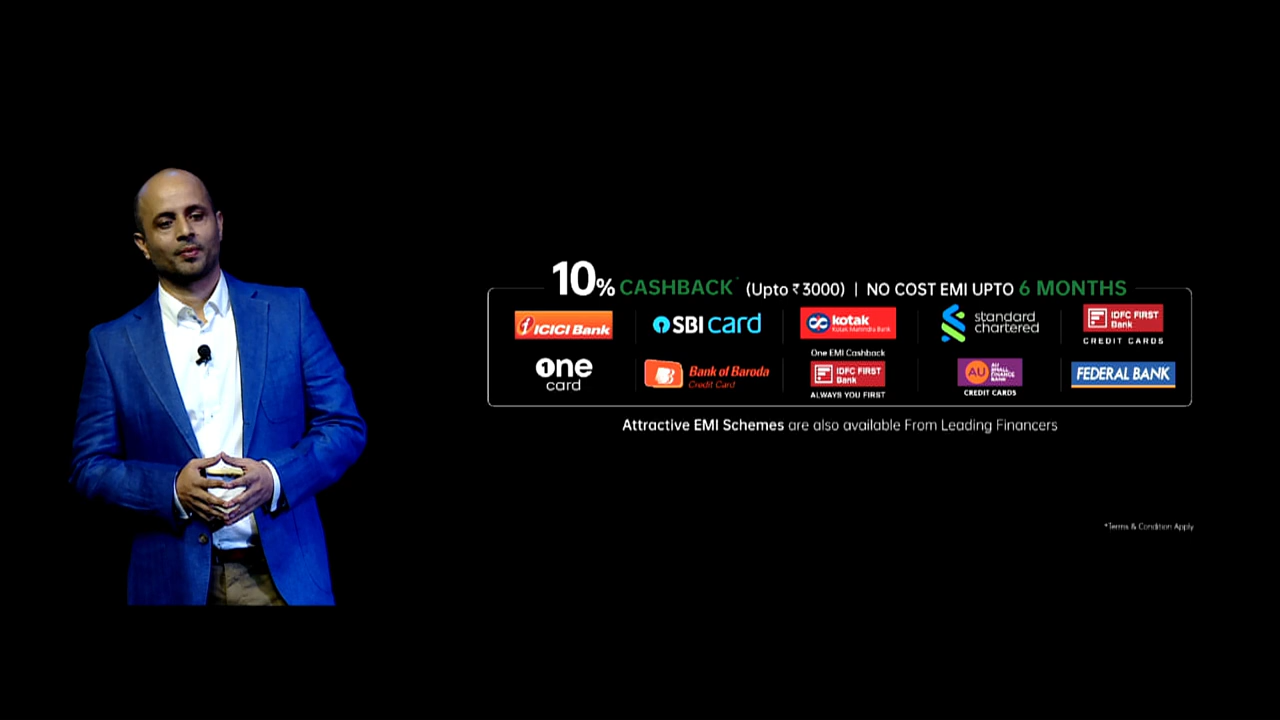 10% CASHBACK* (Upto ₹3000) | NO COST EMI UPTO 6 MONTHS
ICICI Bank
SBI card
kotak
Kotak Mahindra Bank
standard
chartered
IDFC FIRST
Bank
CREDIT CARDS
one
card
Bank of Baroda
Credit Card
One EMI Cashback
IDFC FIRST
Bank
ALWAYS YOU FIRST
AU
AU
SMALL
FINANCE
BANK
CREDIT CARDS
FEDERAL BANK
Attractive EMI Schemes are also available From Leading Financers
*Terms & Condition Apply